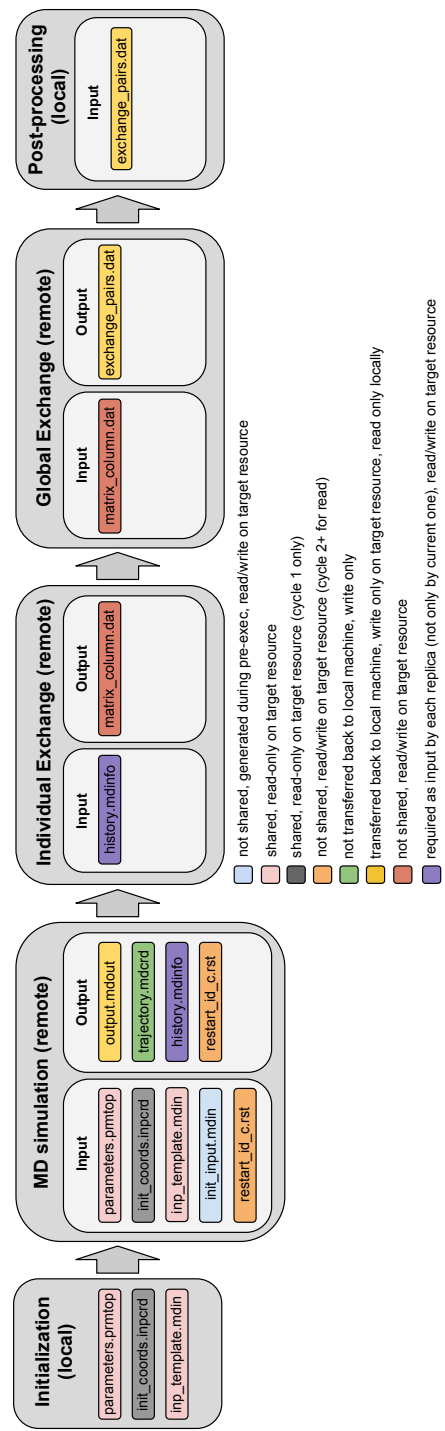 Initialization
(local)
parameters.prmtop
init_coords.inpcrd
inp_template.mdin
MD simulation (remote)
Input
parameters.prmtop
init_coords.inpcrd
inp_template.mdin
init_input.mdin
restart_id_c.rst
Output
output.mdout
trajectory.mdcrd
history.mdinfo
restart_id_c.rst
Individual Exchange (remote)
Input
history.mdinfo
Output
matrix_column.dat
Global Exchange (remote)
Input
matrix_column.dat
Output
exchange_pairs.dat
Post-processing
(local)
Input
exchange_pairs.dat
not shared, generated during pre-exec, read/write on target resource
shared, read-only on target resource
shared, read-only on target resource (cycle 1 only)
not shared, read/write on target resource (cycle 2+ for read)
not transferred back to local machine, write only
transferred back to local machine, write only on target resource, read only locally
not shared, read/write on target resource
required as input by each replica (not only by current one), read/write on target resource